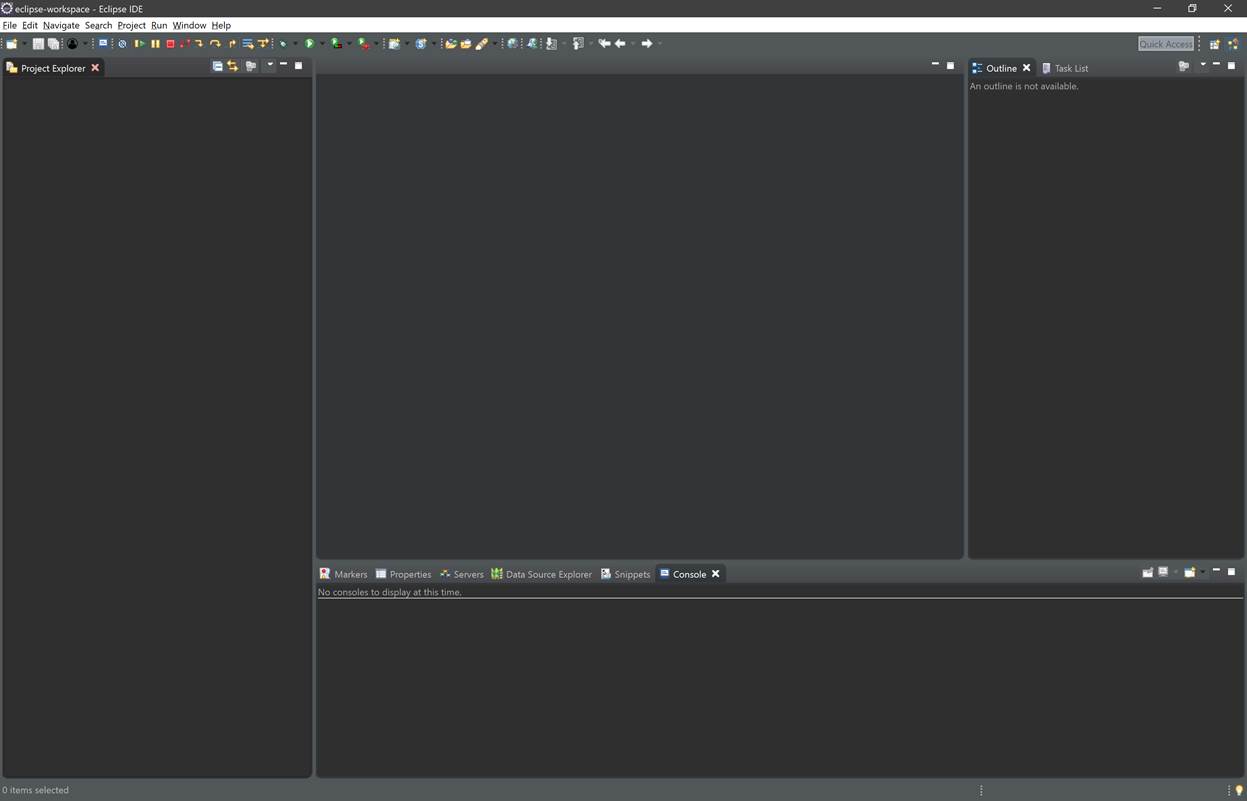 eclipse-workspace - Eclipse IDE
File Edit Navigate Search Project Run Window Help
Quick Access
Project Explorer
Outline Task List
An outline is not available.
Markers Properties Servers Data Source Explorer Snippets Console
No consoles to display at this time.
0 items selected